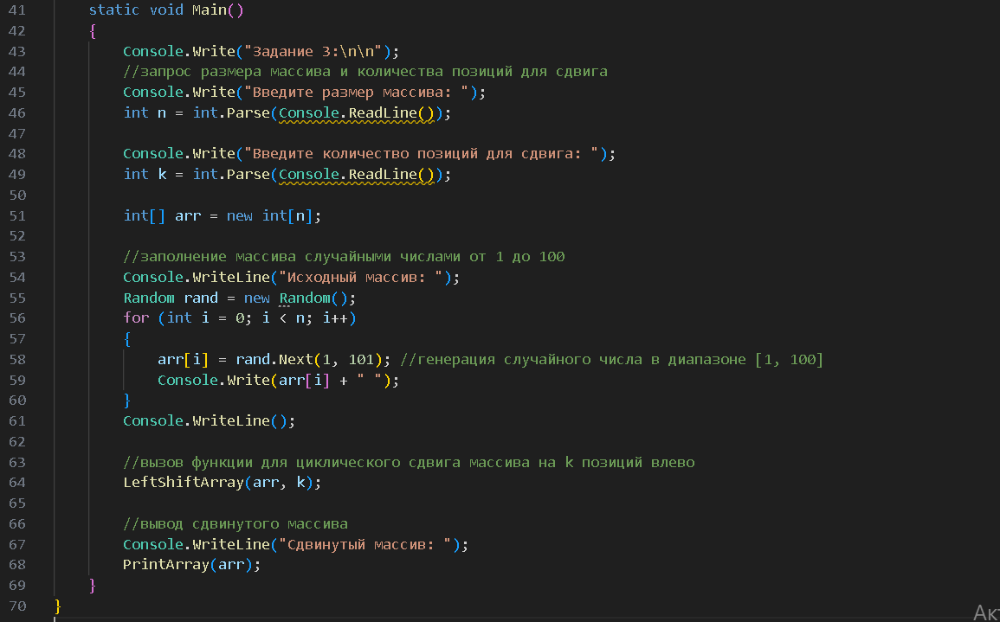 41 static void Main()
42 {
43 Console.Write("Задание 3:\n\n");
44 //запрос размера массива и количества позиций для сдвига
45 Console.Write("Введите размер массива: ");
46 int n = int.Parse(Console.ReadLine());
47
48 Console.Write("Введите количество позиций для сдвига: ");
49 int k = int.Parse(Console.ReadLine());
50
51 int[] arr = new int[n];
52
53 //заполнение массива случайными числами от 1 до 100
54 Console.WriteLine("Исходный массив: ");
55 Random rand = new Random();
56 for (int i = 0; i < n; i++)
57 {
58 arr[i] = rand.Next(1, 101); //генерация случайного числа в диапазоне [1, 100]
59 Console.Write(arr[i] + " ");
60 }
61 Console.WriteLine();
62
63 //вызов функции для циклического сдвига массива на k позиций влево
64 LeftShiftArray(arr, k);
65
66 //вывод сдвинутого массива
67 Console.WriteLine("Сдвинутый массив: ");
68 PrintArray(arr);
69 }
70 }